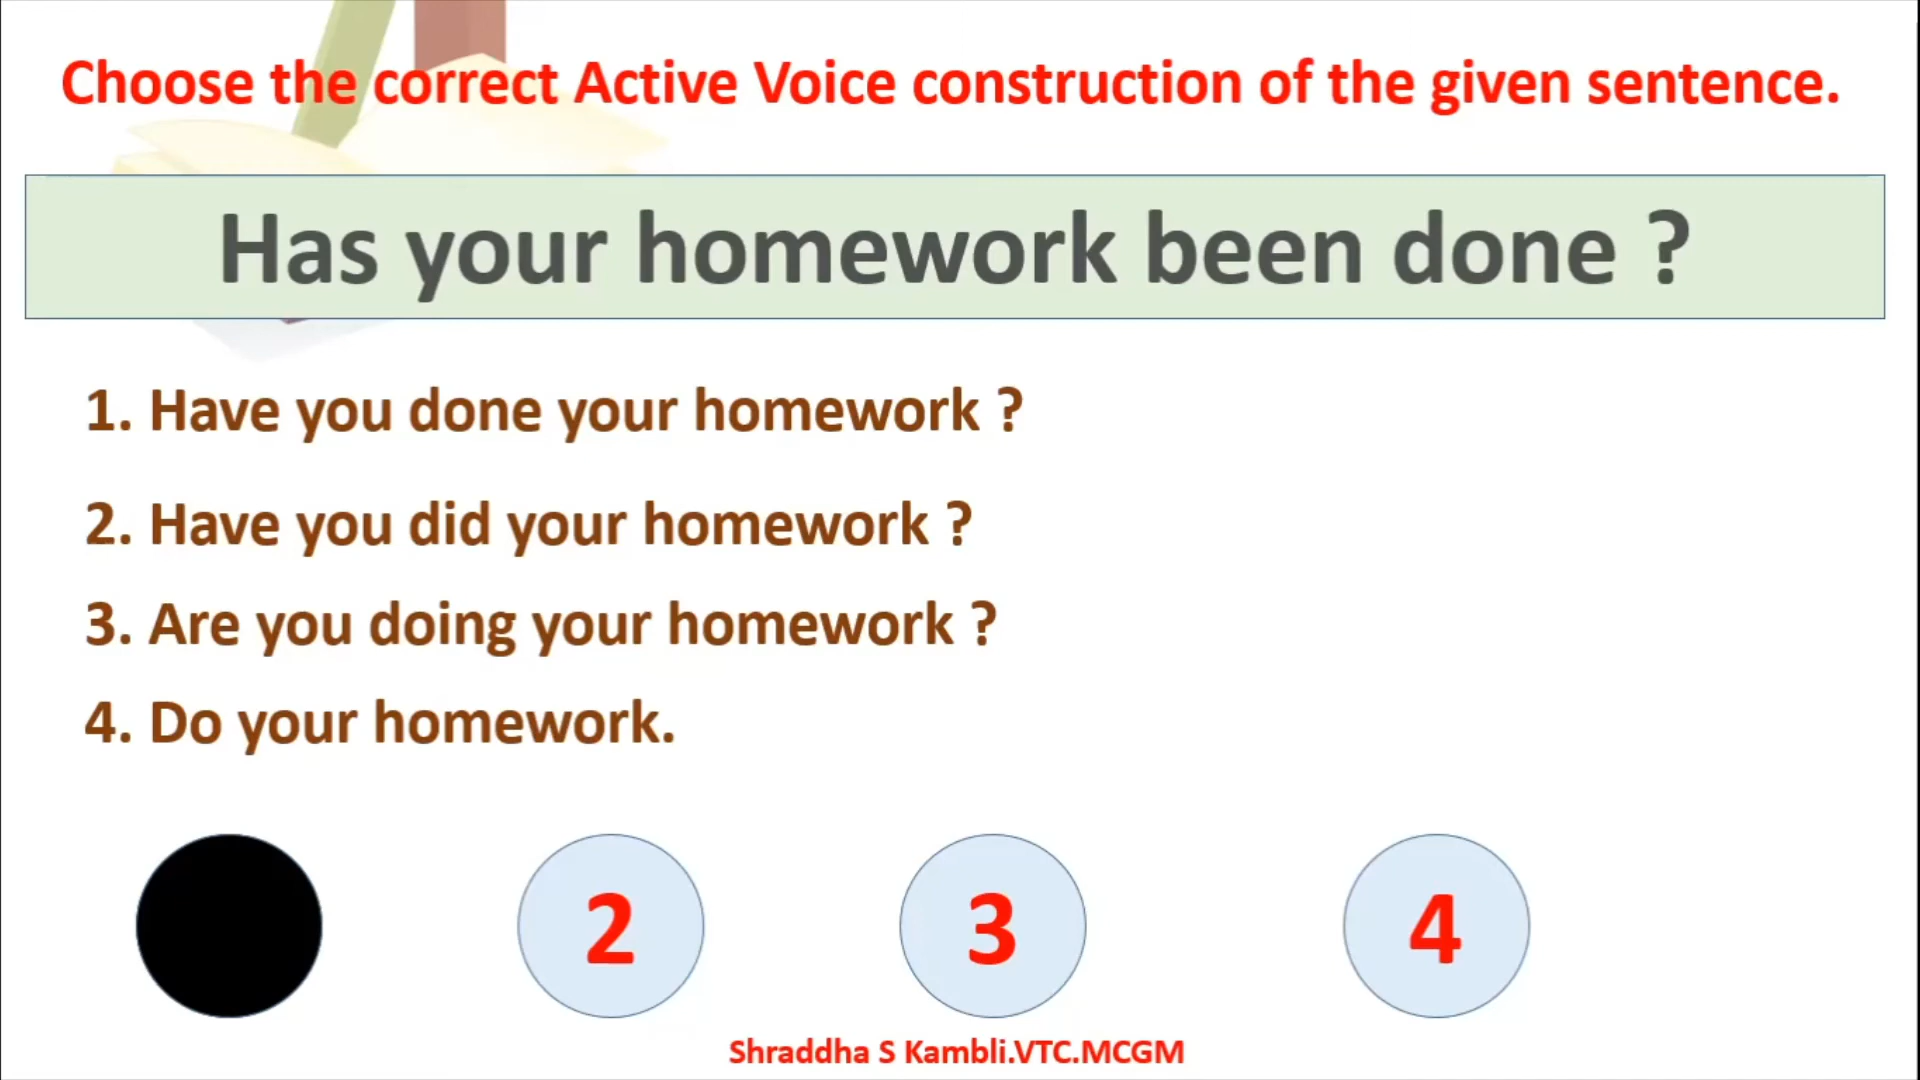 Choose the correct Active Voice construction of the given sentence.
Has your homework been done ?
1. Have you done your homework ?
2. Have you did your homework ?
3. Are you doing your homework ?
4. Do your homework.
2 3 4
Shraddha S Kambli.VTC.MCGM